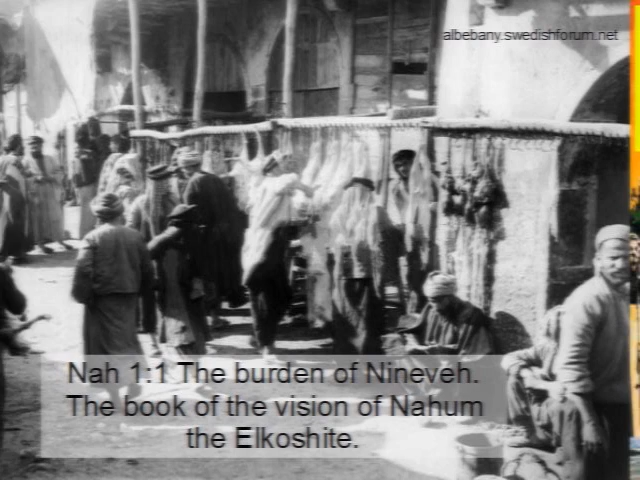 albebany.swedishforum.net
Nah 1:1 The burden of Nineveh.
The book of the vision of Nahum
the Elkoshite.